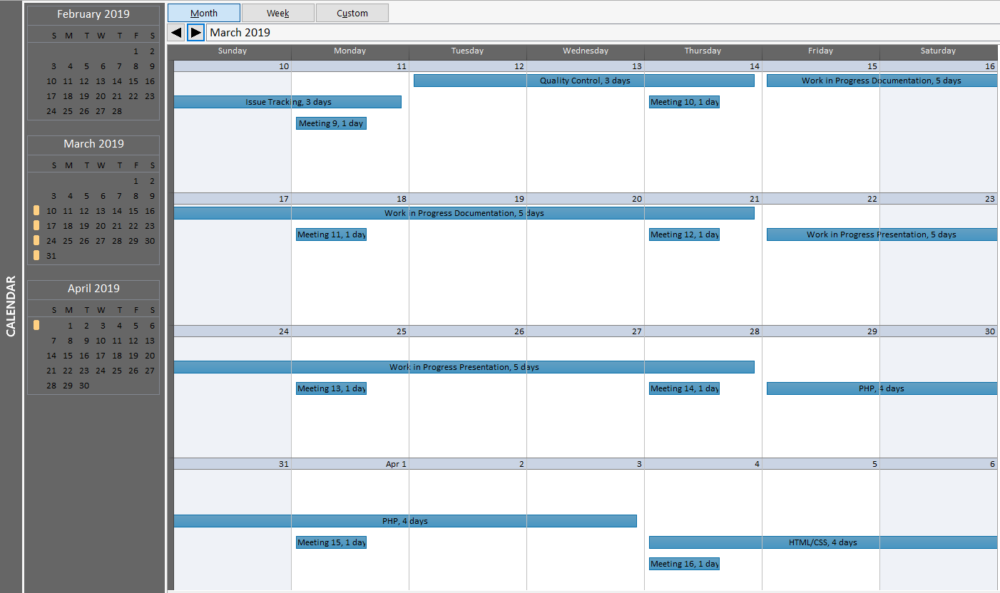 CALENDAR
February 2019
S M T W T F S
1 2
3 4 5 6 7 8 9
10 11 12 13 14 15 16
17 18 19 20 21 22 23
24 25 26 27 28
March 2019
S M T W T F S
1 2
3 4 5 6 7 8 9
10 11 12 13 14 15 16
17 18 19 20 21 22 23
24 25 26 27 28 29 30
31
April 2019
S M T W T F S
1 2 3 4 5 6
7 8 9 10 11 12 13
14 15 16 17 18 19 20
21 22 23 24 25 26 27
28 29 30
Month Week Custom
March 2019
Sunday Monday Tuesday Wednesday Thursday Friday Saturday
10 11 12 13 14 15 16
Quality Control, 3 days Work in Progress Documentation, 5 days
Issue Tracking, 3 days Meeting 10, 1 day
Meeting 9, 1 day
17 18 19 20 21 22 23
Work in Progress Documentation, 5 days
Meeting 11, 1 day Meeting 12, 1 day Work in Progress Presentation, 5 days
24 25 26 27 28 29 30
Work in Progress Presentation, 5 days
Meeting 13, 1 day Meeting 14, 1 day PHP, 4 days
31 Apr 1 2 3 4 5 6
PHP, 4 days
Meeting 15, 1 day HTML/CSS, 4 days
Meeting 16, 1 day